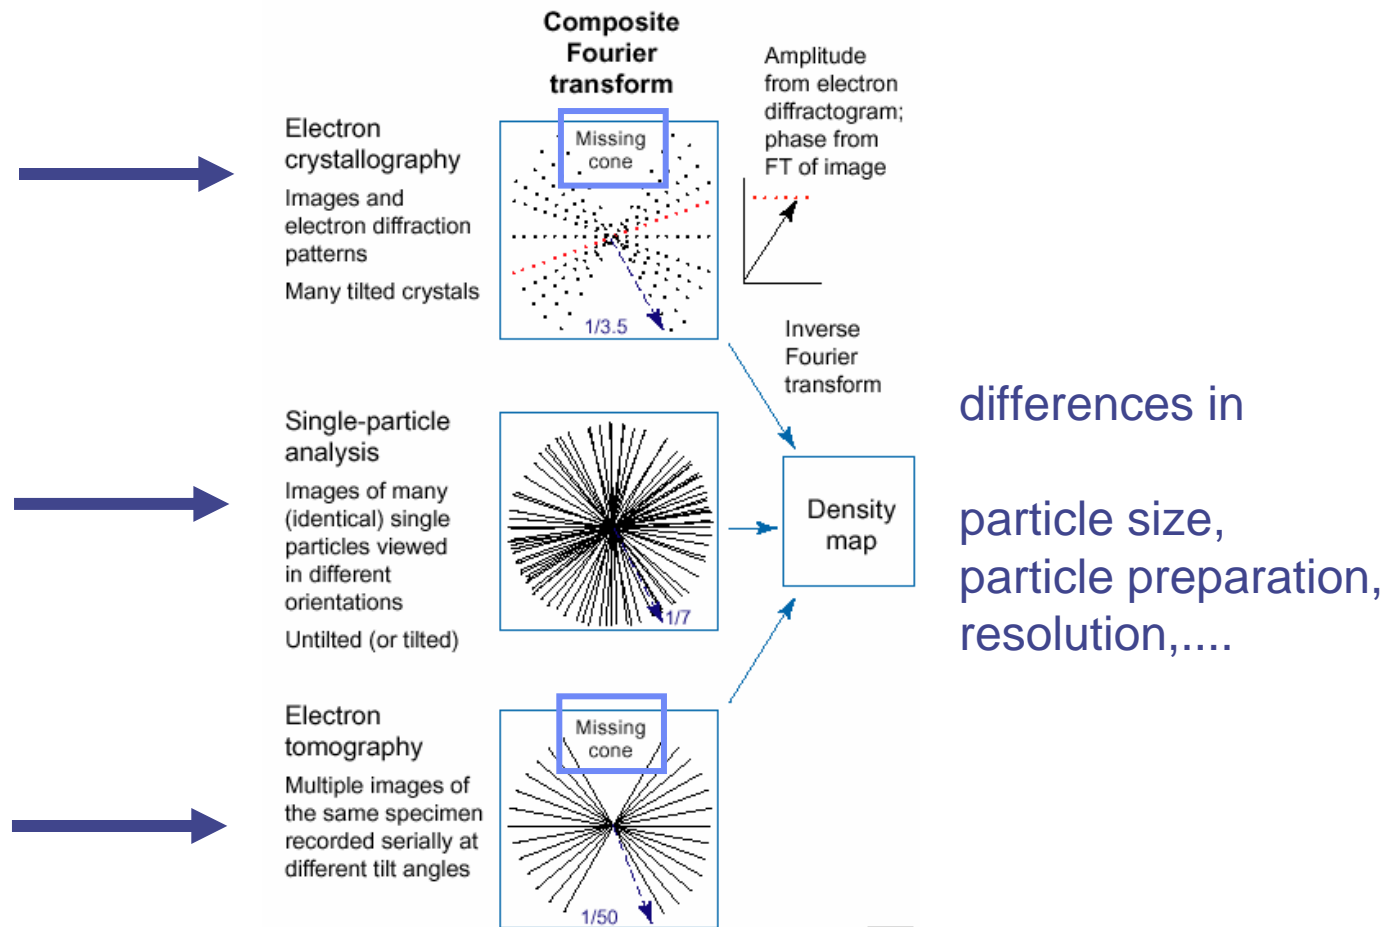 Composite
Fourier
transform
Amplitude
from electron
diffractogram;
phase from
FT of image
Electron
crystallography
Images and
electron diffraction
patterns
Many tilted crystals
Missing
cone
1/3.5
Inverse
Fourier
transform
Single-particle
analysis
Images of many
(identical) single
particles viewed
in different
orientations
Untilted (or tilted)
1/7
Density
map
differences in
particle size,
particle preparation,
resolution,....
Electron
tomography
Multiple images of
the same specimen
recorded serially at
different tilt angles
Missing
cone
1/50